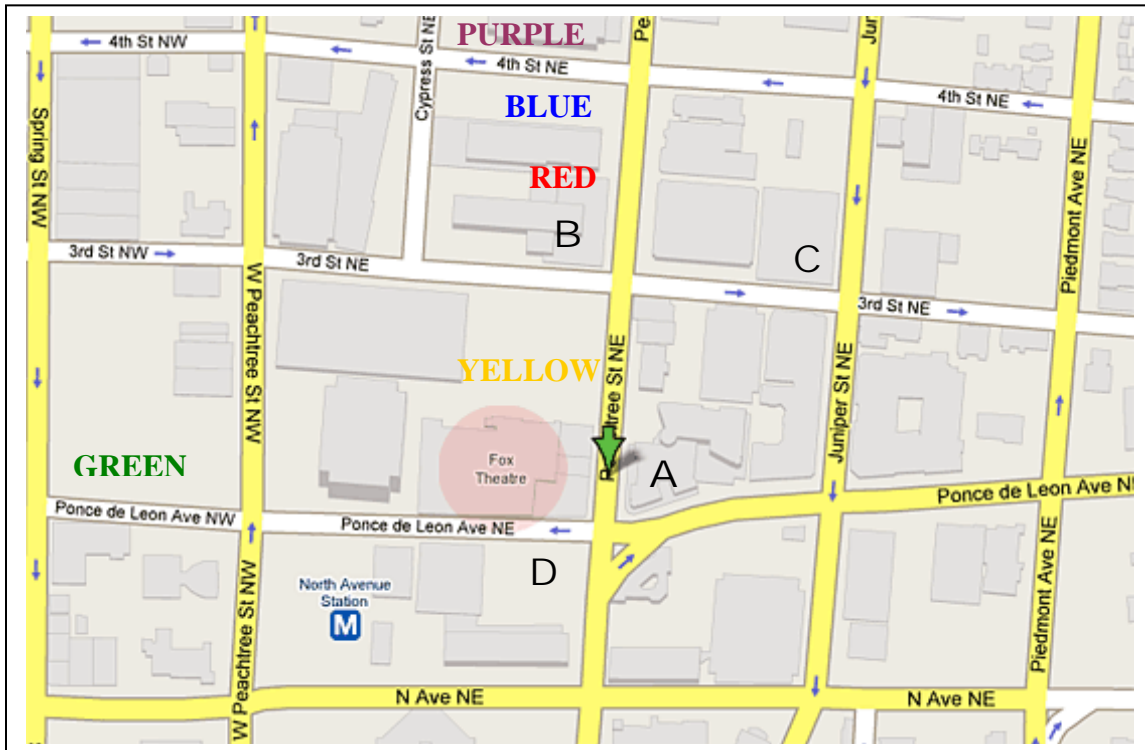 PURPLE
Pe
Jun
4th St NW
4th St NE
4th St NE
Cypress St NE
BLUE
Spring St NW
RED
B
C
Piedmont Ave NE
3rd St NW
3rd St NE
3rd St NE
W Peachtree St NW
YELLOW
tree St NE
Juniper St NE
GREEN
Fox
Theatre
A
Ponce de Leon Ave NW
Ponce de Leon Ave NE
Ponce de Leon Ave NE
D
North Avenue
Station
M
W Peachtree St NW
Piedmont Ave NE
N Ave NE
N Ave NE